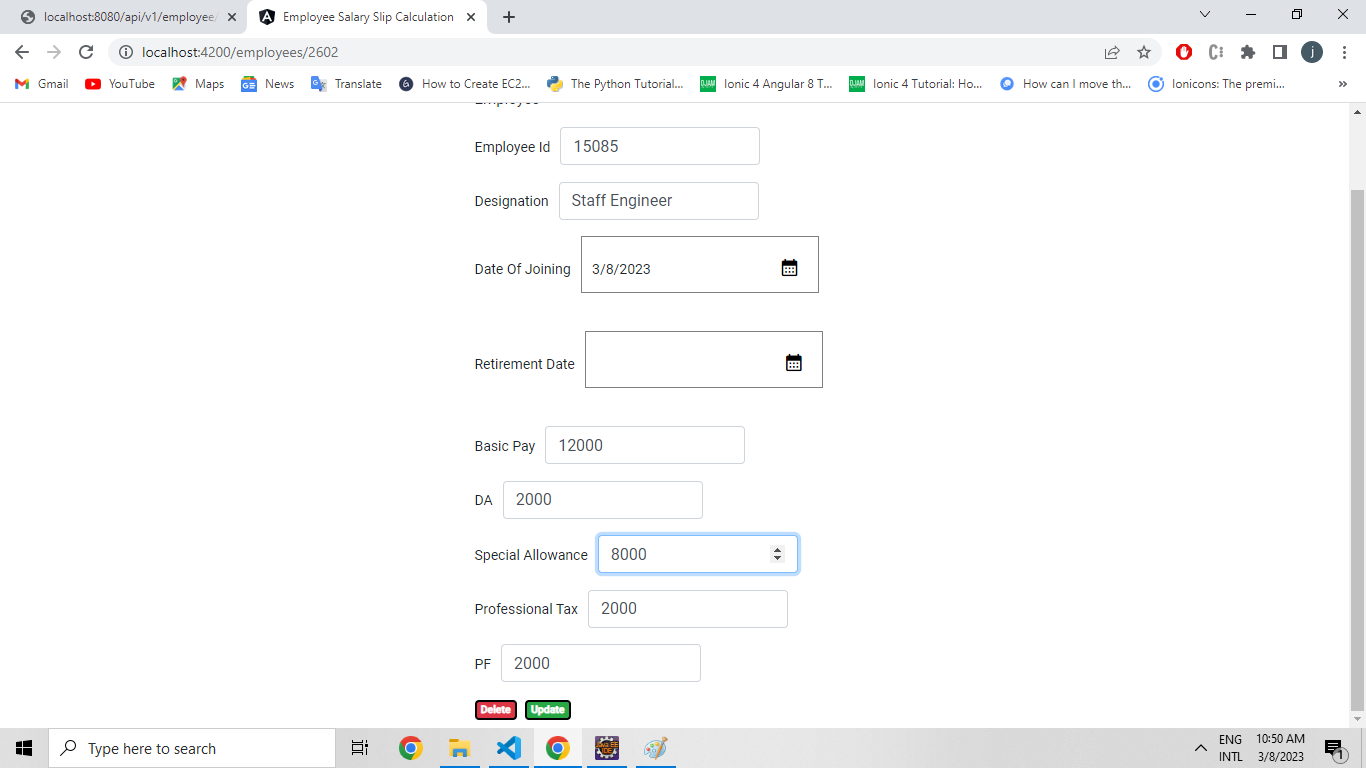 localhost:8080/api/v1/employee/
Employee Salary Slip Calculation
localhost:4200/employees/2602
j
Gmail
YouTube
Maps
News
Translate
How to Create EC2...
The Python Tutorial...
Ionic 4 Angular 8 T...
Ionic 4 Tutorial: Ho...
How can I move th...
Ionicons: The premi...
»
Employee
Employee Id 15085
Designation Staff Engineer
Date Of Joining 3/8/2023
Retirement Date
Basic Pay 12000
DA 2000
Special Allowance 8000
Professional Tax 2000
PF 2000
Delete Update
Type here to search
ENG
INTL
10:50 AM
3/8/2023
1